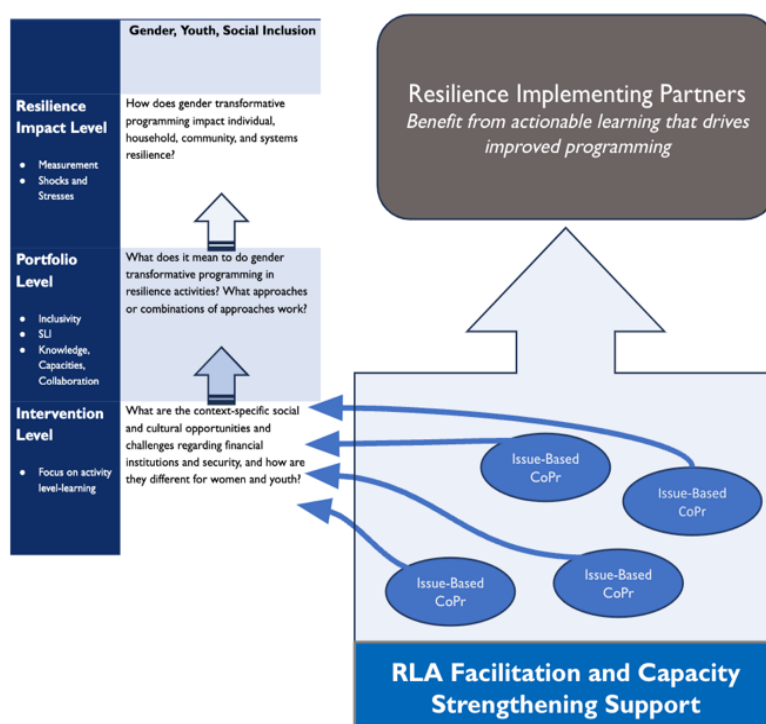 Gender, Youth, Social Inclusion
Resilience
Impact Level
• Measurement
• Shocks and
Stresses
How does gender transformative
programming impact individual,
household, community, and systems
resilience?
Portfolio
Level
• Inclusivity
• SLI
• Knowledge,
Capacities,
Collaboration
What does it mean to do gender
transformative programming in
resilience activities? What approaches
or combinations of approaches work?
Intervention
Level
• Focus on activity
level-learning
What are the context-specific social
and cultural opportunities and
challenges regarding financial
institutions and security, and how are
they different for women and youth?
Resilience Implementing Partners
Benefit from actionable learning that drives
improved programming
Issue-Based
CoPr
Issue-Based
CoPr
Issue-Based
CoPr
Issue-Based
CoPr
RLA Facilitation and Capacity
Strengthening Support